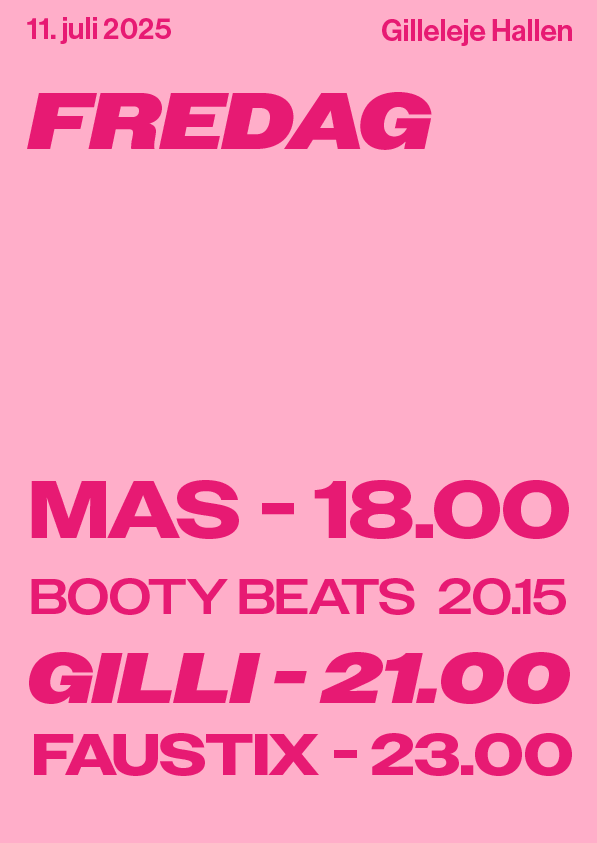 11. juli 2025
Gilleleje Hallen
FREDAG
MAS - 18.00
BOOTY BEATS 20.15
GILLI - 21.00
FAUSTIX - 23.00